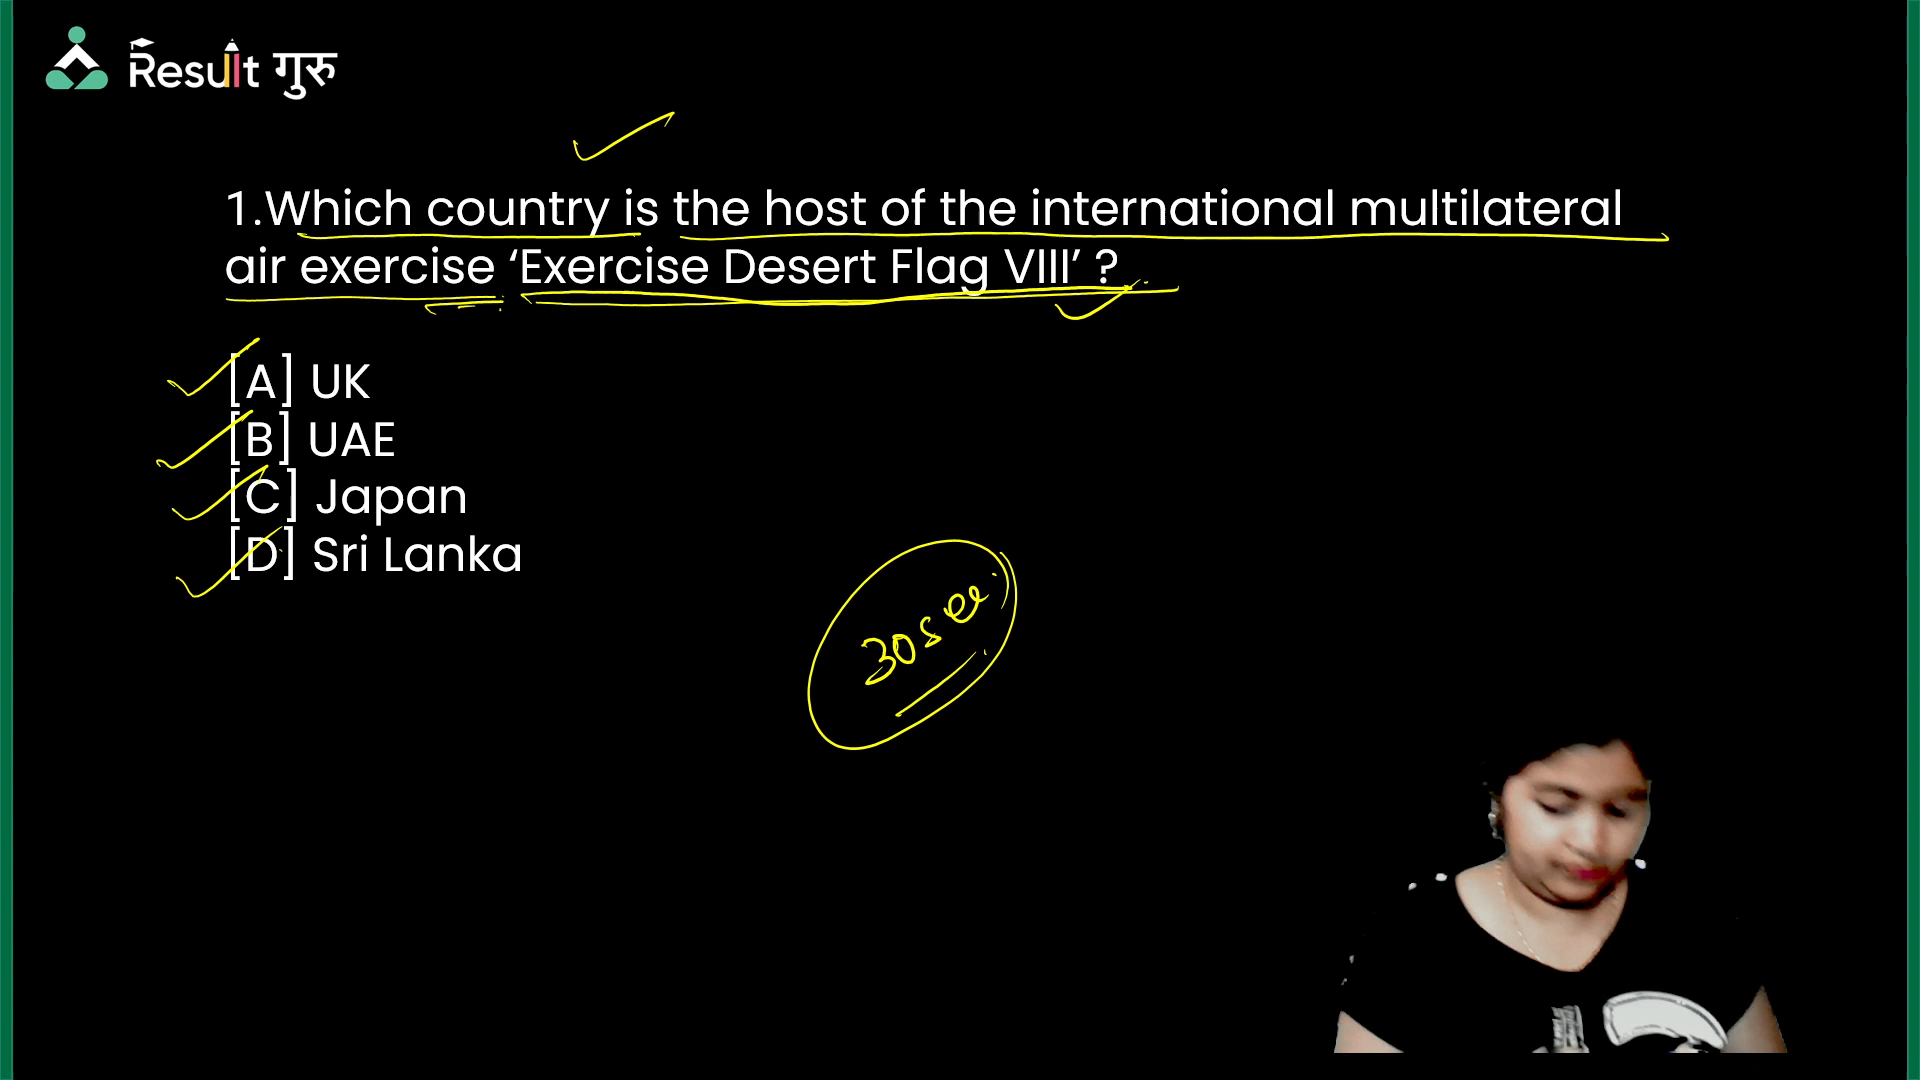 Result गुरु
1.Which country is the host of the international multilateral
air exercise ‘Exercise Desert Flag VIII’ ?
[A] UK
[B] UAE
[C] Japan
[D] Sri Lanka
30 sec